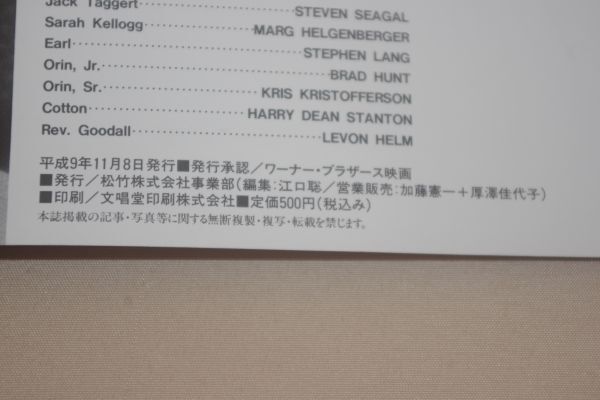 Jack Taggert STEVEN SEAGAL
Sarah Kellogg MARG HELGENBERGER
Earl STEPHEN LANG
Orin, Jr. BRAD HUNT
Orin, Sr. KRIS KRISTOFFERSON
Cotton HARRY DEAN STANTON
Rev. Goodall LEVON HELM
平成9年11月8日発行■発行承認／ワーナー・ブラザース映画
■発行／松竹株式会社事業部(編集:江口聡／営業販売:加藤憲一＋厚澤佳代子)
■印刷／文唱堂印刷株式会社■定価500円(税込み)
本誌掲載の記事・写真等に関する無断複製・複写・転載を禁じます。